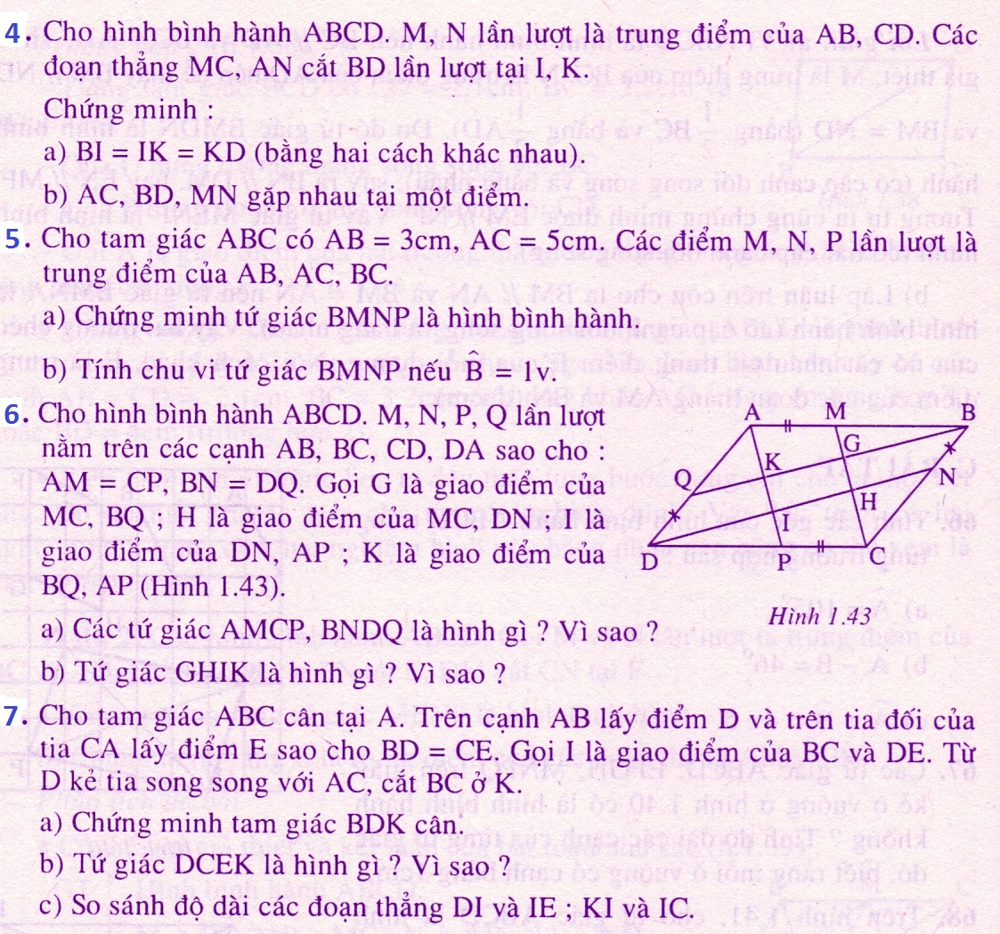 4. Cho hình bình hành ABCD. M, N lần lượt là trung điểm của AB, CD. Các
đoạn thẳng MC, AN cắt BD lần lượt tại I, K.
Chứng minh :
a) BI = IK = KD (bằng hai cách khác nhau).
b) AC, BD, MN gặp nhau tại một điểm.
5. Cho tam giác ABC có AB = 3cm, AC = 5cm. Các điểm M, N, P lần lượt là
trung điểm của AB, AC, BC.
a) Chứng minh tứ giác BMNP là hình bình hành.
b) Tính chu vi tứ giác BMNP nếu B̂ = 1v.
6. Cho hình bình hành ABCD. M, N, P, Q lần lượt
nằm trên các cạnh AB, BC, CD, DA sao cho :
AM = CP, BN = DQ. Gọi G là giao điểm của
MC, BQ ; H là giao điểm của MC, DN ; I là
giao điểm của DN, AP ; K là giao điểm của
BQ, AP (Hình 1.43).
A M B
G
K
Q N
H
D P C
Hình 1.43
a) Các tứ giác AMCP, BNDQ là hình gì ? Vì sao ?
b) Tứ giác GHIK là hình gì ? Vì sao ?
7. Cho tam giác ABC cân tại A. Trên cạnh AB lấy điểm D và trên tia đối của
tia CA lấy điểm E sao cho BD = CE. Gọi I là giao điểm của BC và DE. Từ
D kẻ tia song song với AC, cắt BC ở K.
a) Chứng minh tam giác BDK cân.
b) Tứ giác DCEK là hình gì ? Vì sao ?
c) So sánh độ dài các đoạn thẳng DI và IE ; KI và IC.